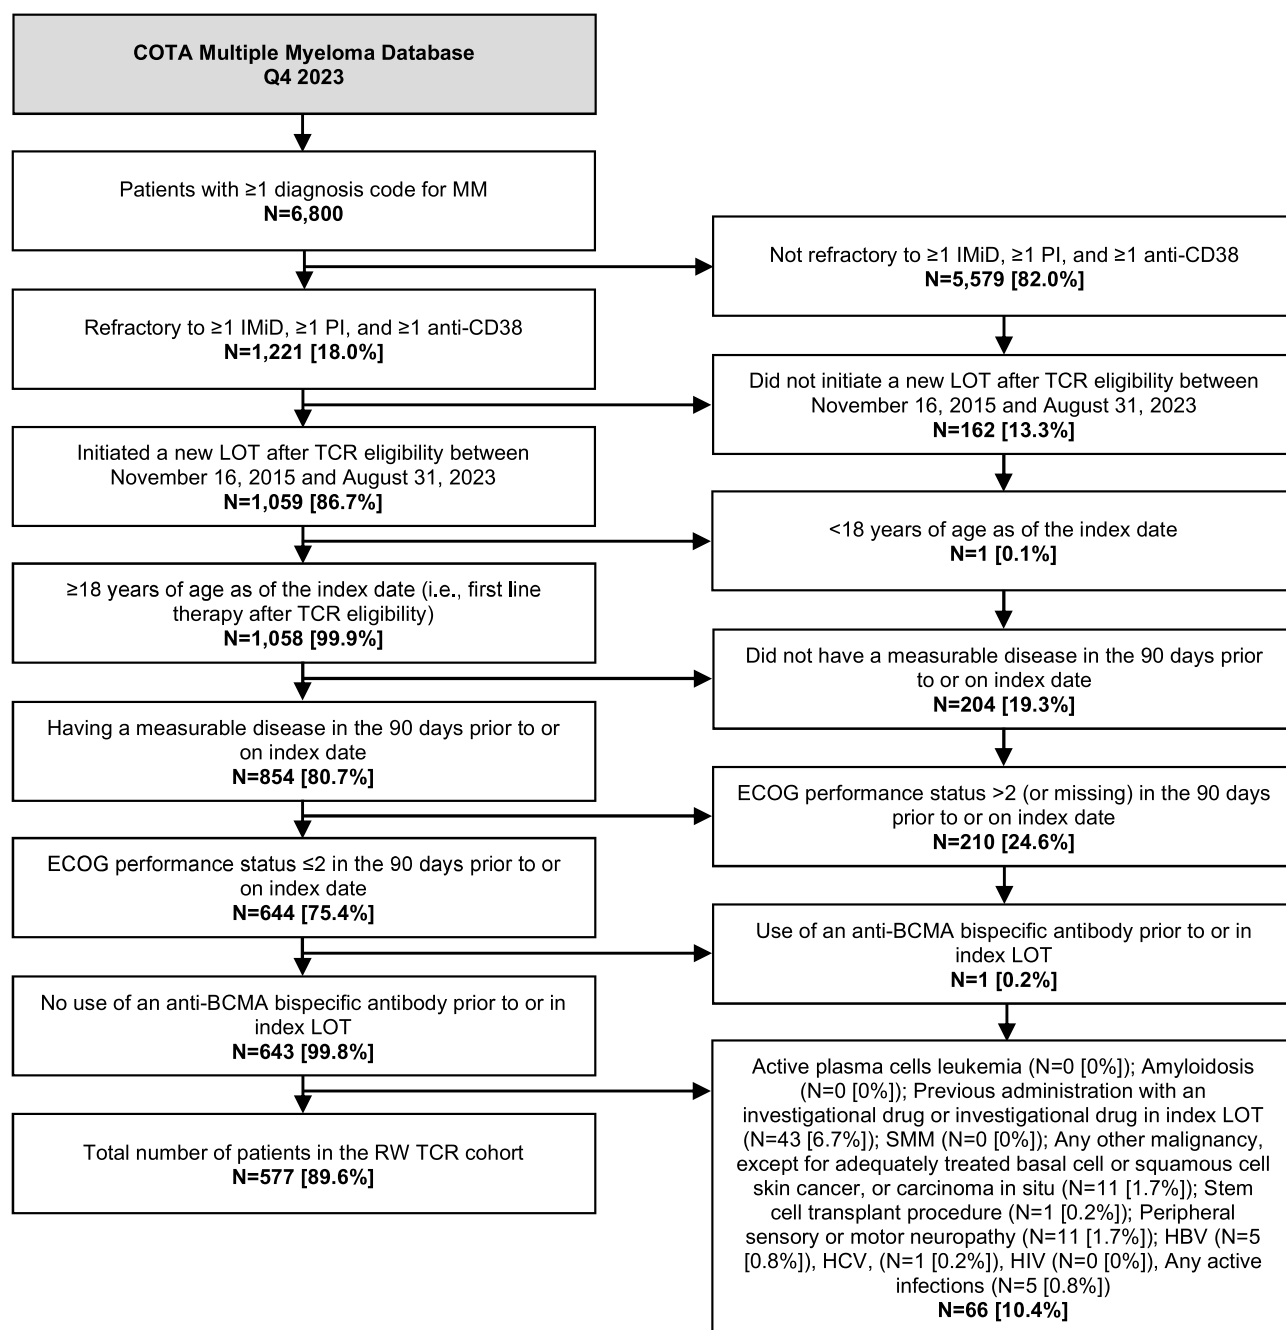 COTA Multiple Myeloma Database
Q4 2023
Patients with ≥1 diagnosis code for MM
N=6,800
Not refractory to ≥1 IMiD, ≥1 PI, and ≥1 anti-CD38
N=5,579 [82.0%]
Refractory to ≥1 IMiD, ≥1 PI, and ≥1 anti-CD38
N=1,221 [18.0%]
Did not initiate a new LOT after TCR eligibility between
November 16, 2015 and August 31, 2023
N=162 [13.3%]
Initiated a new LOT after TCR eligibility between
November 16, 2015 and August 31, 2023
N=1,059 [86.7%]
<18 years of age as of the index date
N=1 [0.1%]
≥18 years of age as of the index date (i.e., first line
therapy after TCR eligibility)
N=1,058 [99.9%]
Did not have a measurable disease in the 90 days prior
to or on index date
N=204 [19.3%]
Having a measurable disease in the 90 days prior to or
on index date
N=854 [80.7%]
ECOG performance status >2 (or missing) in the 90 days
prior to or on index date
N=210 [24.6%]
ECOG performance status ≤2 in the 90 days prior to or
on index date
N=644 [75.4%]
Use of an anti-BCMA bispecific antibody prior to or in
index LOT
N=1 [0.2%]
No use of an anti-BCMA bispecific antibody prior to or in
index LOT
N=643 [99.8%]
Active plasma cells leukemia (N=0 [0%]); Amyloidosis
(N=0 [0%]); Previous administration with an
investigational drug or investigational drug in index LOT
(N=43 [6.7%]); SMM (N=0 [0%]); Any other malignancy,
except for adequately treated basal cell or squamous cell
skin cancer, or carcinoma in situ (N=11 [1.7%]); Stem
cell transplant procedure (N=1 [0.2%]); Peripheral
sensory or motor neuropathy (N=11 [1.7%]); HBV (N=5
[0.8%]), HCV, (N=1 [0.2%]), HIV (N=0 [0%]), Any active
infections (N=5 [0.8%])
N=66 [10.4%]
Total number of patients in the RW TCR cohort
N=577 [89.6%]